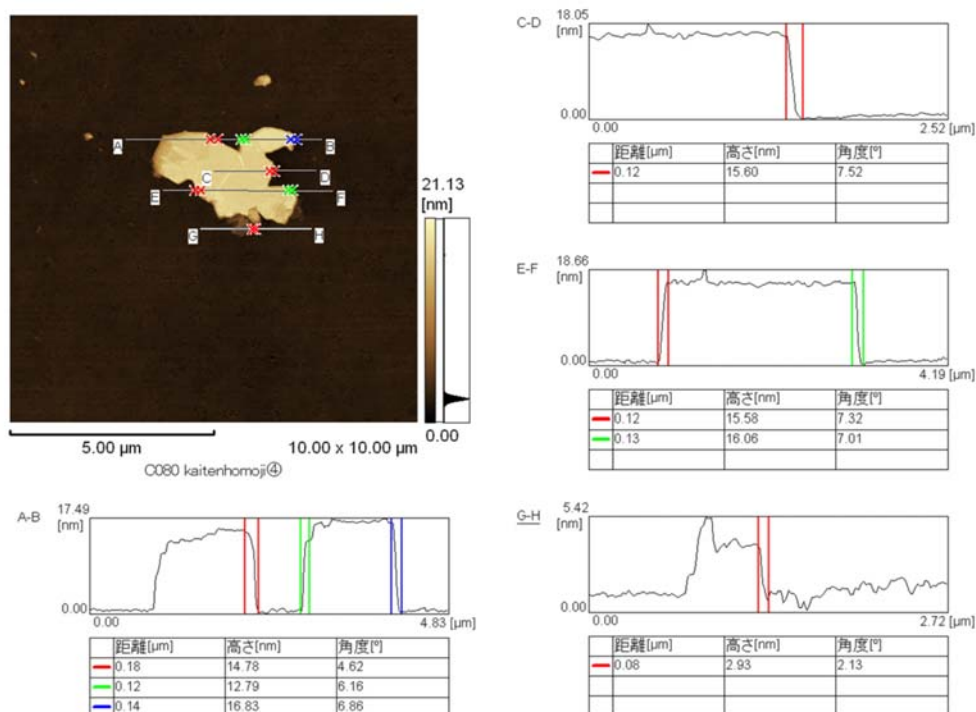 A
B
C
D
E
F
G
H
21.13
[nm]
0.00
5.00 µm
10.00 x 10.00 µm
C080 kaitenhomoji④
C-D
18.05
[nm]
0.00
0.00
2.52 [µm]
距離[µm] 高さ[nm] 角度[º]
0.12 15.60 7.52
E-F
18.66
[nm]
0.00
0.00
4.19 [µm]
距離[µm] 高さ[nm] 角度[º]
0.12 15.58 7.32
0.13 16.06 7.01
A-B
17.49
[nm]
0.00
0.00
4.83 [µm]
距離[µm] 高さ[nm] 角度[º]
0.18 14.78 4.62
0.12 12.79 6.16
0.14 16.83 6.86
G-H
5.42
[nm]
0.00
0.00
2.72 [µm]
距離[µm] 高さ[nm] 角度[º]
0.08 2.93 2.13